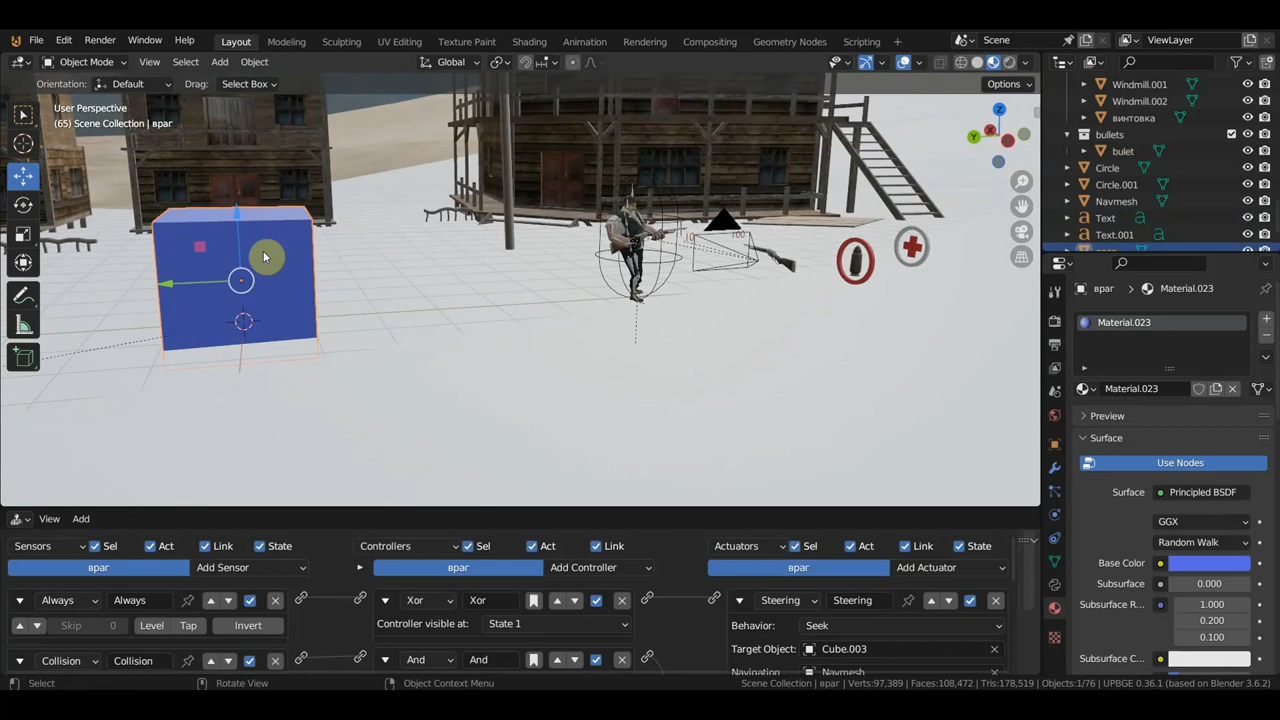 File Edit Render Window Help Layout Modeling Sculpting UV Editing Texture Paint Shading Animation Rendering Compositing Geometry Nodes Scripting + Scene ViewLayer
Object Mode View Select Add Object Global
Orientation: Default Drag: Select Box Options
User Perspective
(65) Scene Collection | враг
Z
Y
X
10
100
Windmill.001
Windmill.002
винтовка
bullets
bulet
Circle
Circle.001
Navmesh
Text
Text.001
враг Material.023
Material.023
Material.023
Preview
Surface
Use Nodes
Surface Principled BSDF
GGX
Random Walk
Base Color
Subsurface 0.000
Subsurface R... 1.000
0.200
0.100
Subsurface C...
View Add
Sensors Sel Act Link State Controllers Sel Act Link Actuators Sel Act Link State
враг Add Sensor враг Add Controller враг Add Actuator
Always Always Xor Xor Steering Steering
Skip 0 Level Tap Invert Controller visible at: State 1 Behavior: Seek
Target Object: Cube.003
Collision Collision And And Navigation Navmesh
Select Rotate View Object Context Menu Scene Collection | враг | Verts:97,389 | Faces:108,472 | Tris:178,519 | Objects:1/76 | UPBGE 0.36.1 (based on Blender 3.6.2)